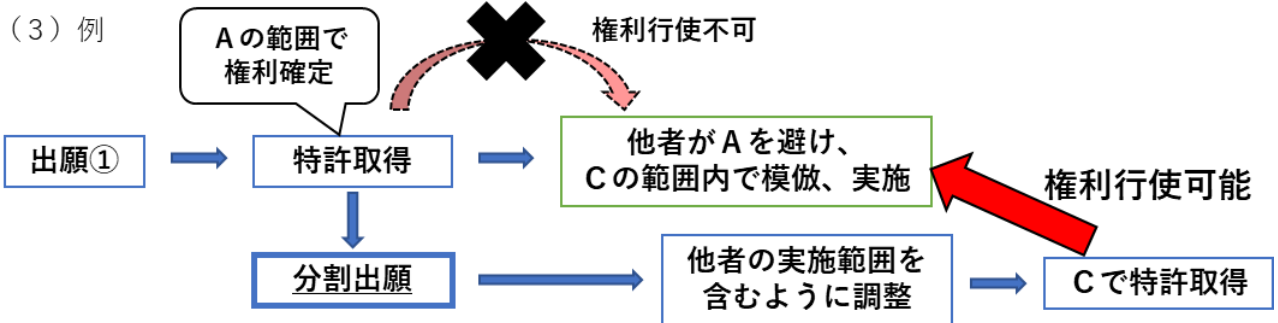 （３）例
Ａの範囲で
権利確定
権利行使不可
出願①
特許取得
他者がＡを避け、
Ｃの範囲内で模倣、実施
権利行使可能
分割出願
他者の実施範囲を
含むように調整
Ｃで特許取得